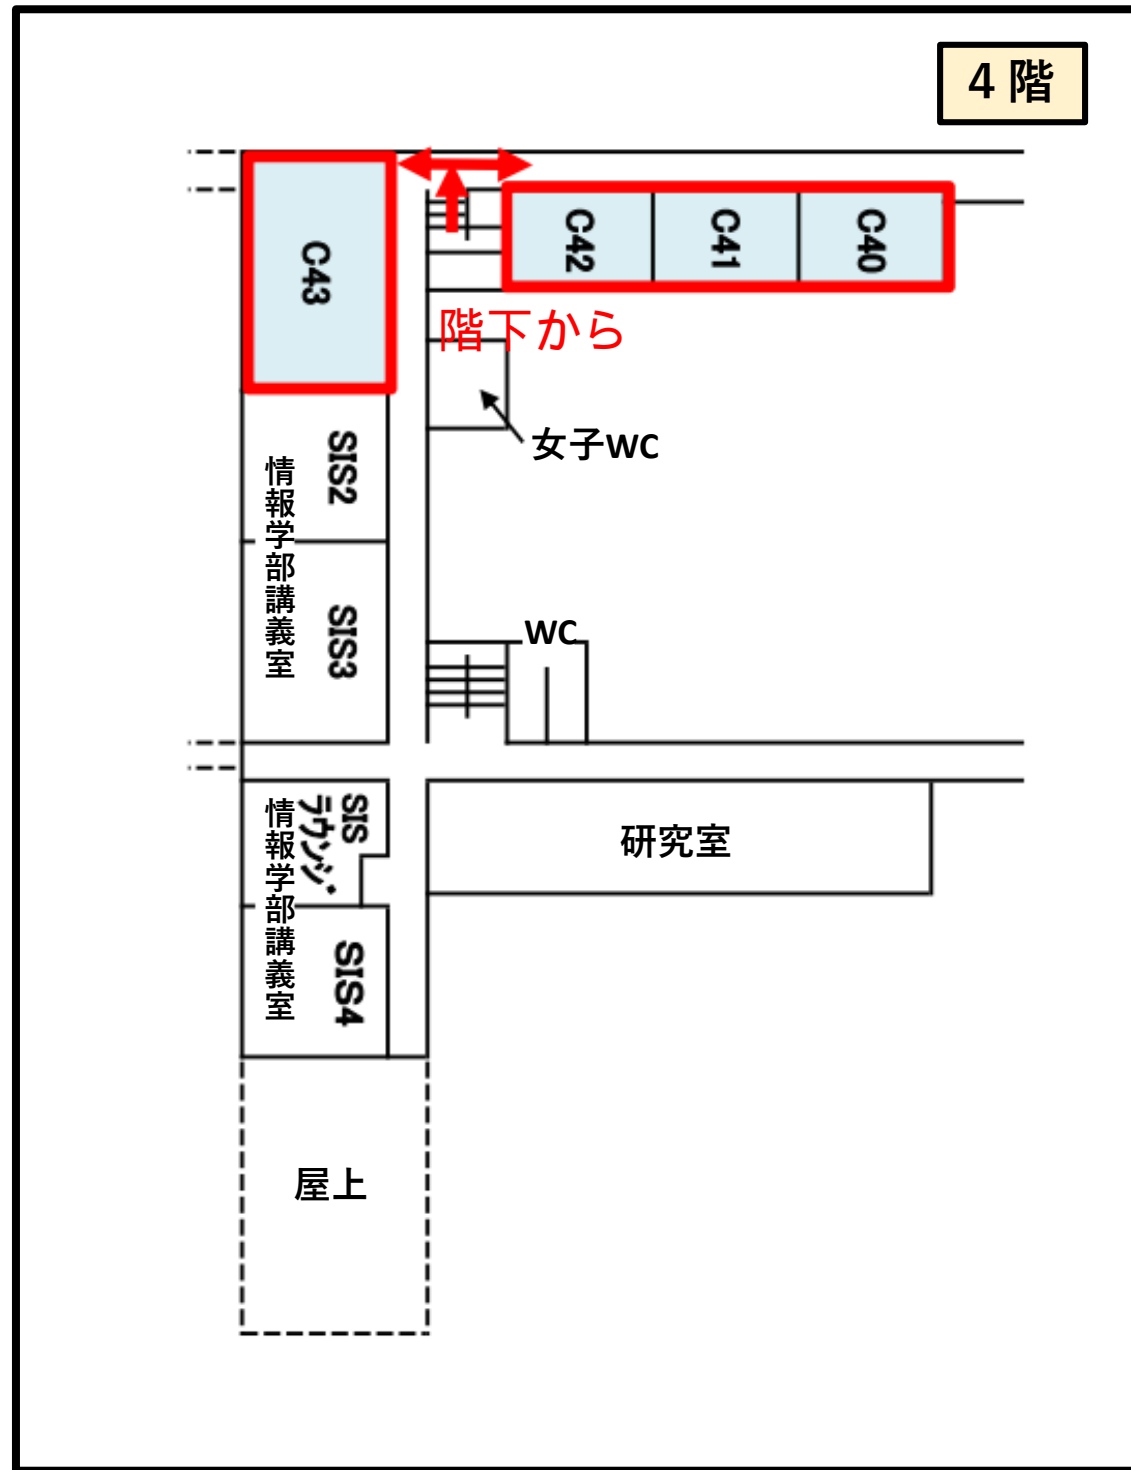 4階
C43
C42
C41
C40
階下から
女子WC
SIS2
情報学部講義室
SIS3
WC
SIS
ラウンジ
情報学部講義室
研究室
SIS4
屋上